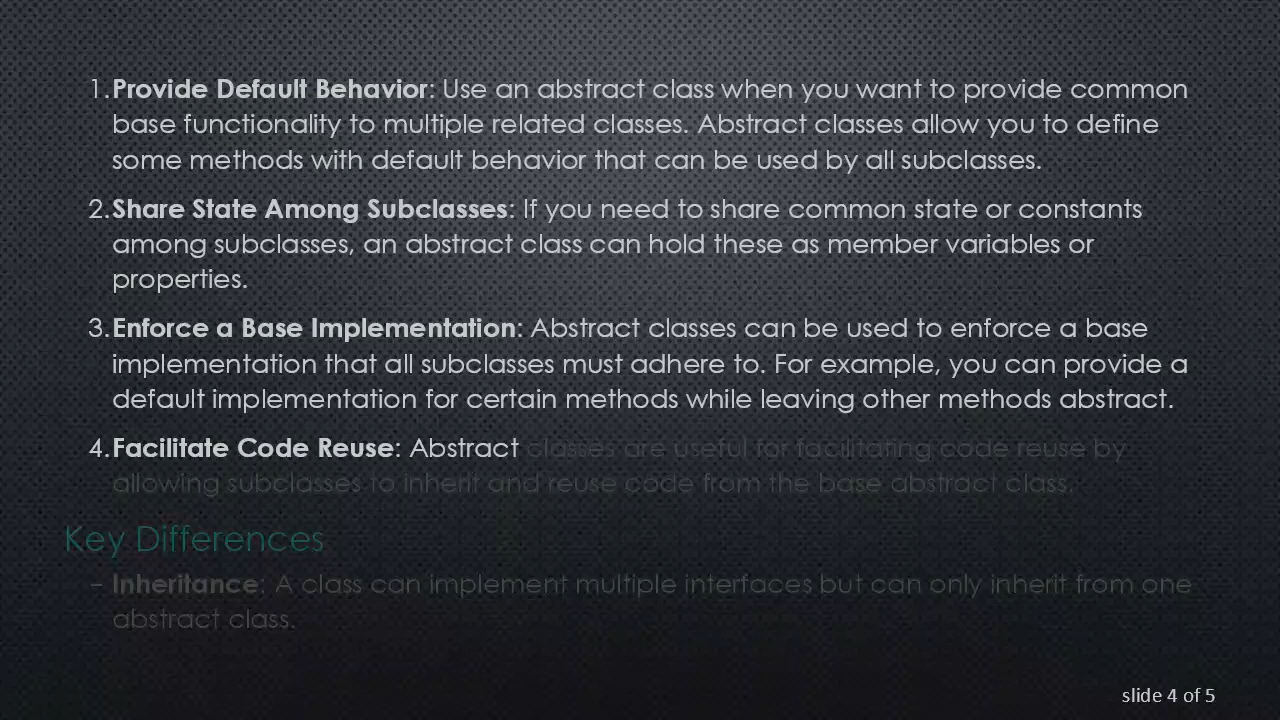 1.Provide Default Behavior: Use an abstract class when you want to provide common
base functionality to multiple related classes. Abstract classes allow you to define
some methods with default behavior that can be used by all subclasses.
2.Share State Among Subclasses: If you need to share common state or constants
among subclasses, an abstract class can hold these as member variables or
properties.
3.Enforce a Base Implementation: Abstract classes can be used to enforce a base
implementation that all subclasses must adhere to. For example, you can provide a
default implementation for certain methods while leaving other methods abstract.
4.Facilitate Code Reuse: Abstract classes are useful for facilitating code reuse by
allowing subclasses to inherit and reuse code from the base abstract class.
Key Differences
– Inheritance: A class can implement multiple interfaces but can only inherit from one
abstract class.
slide 4 of 5